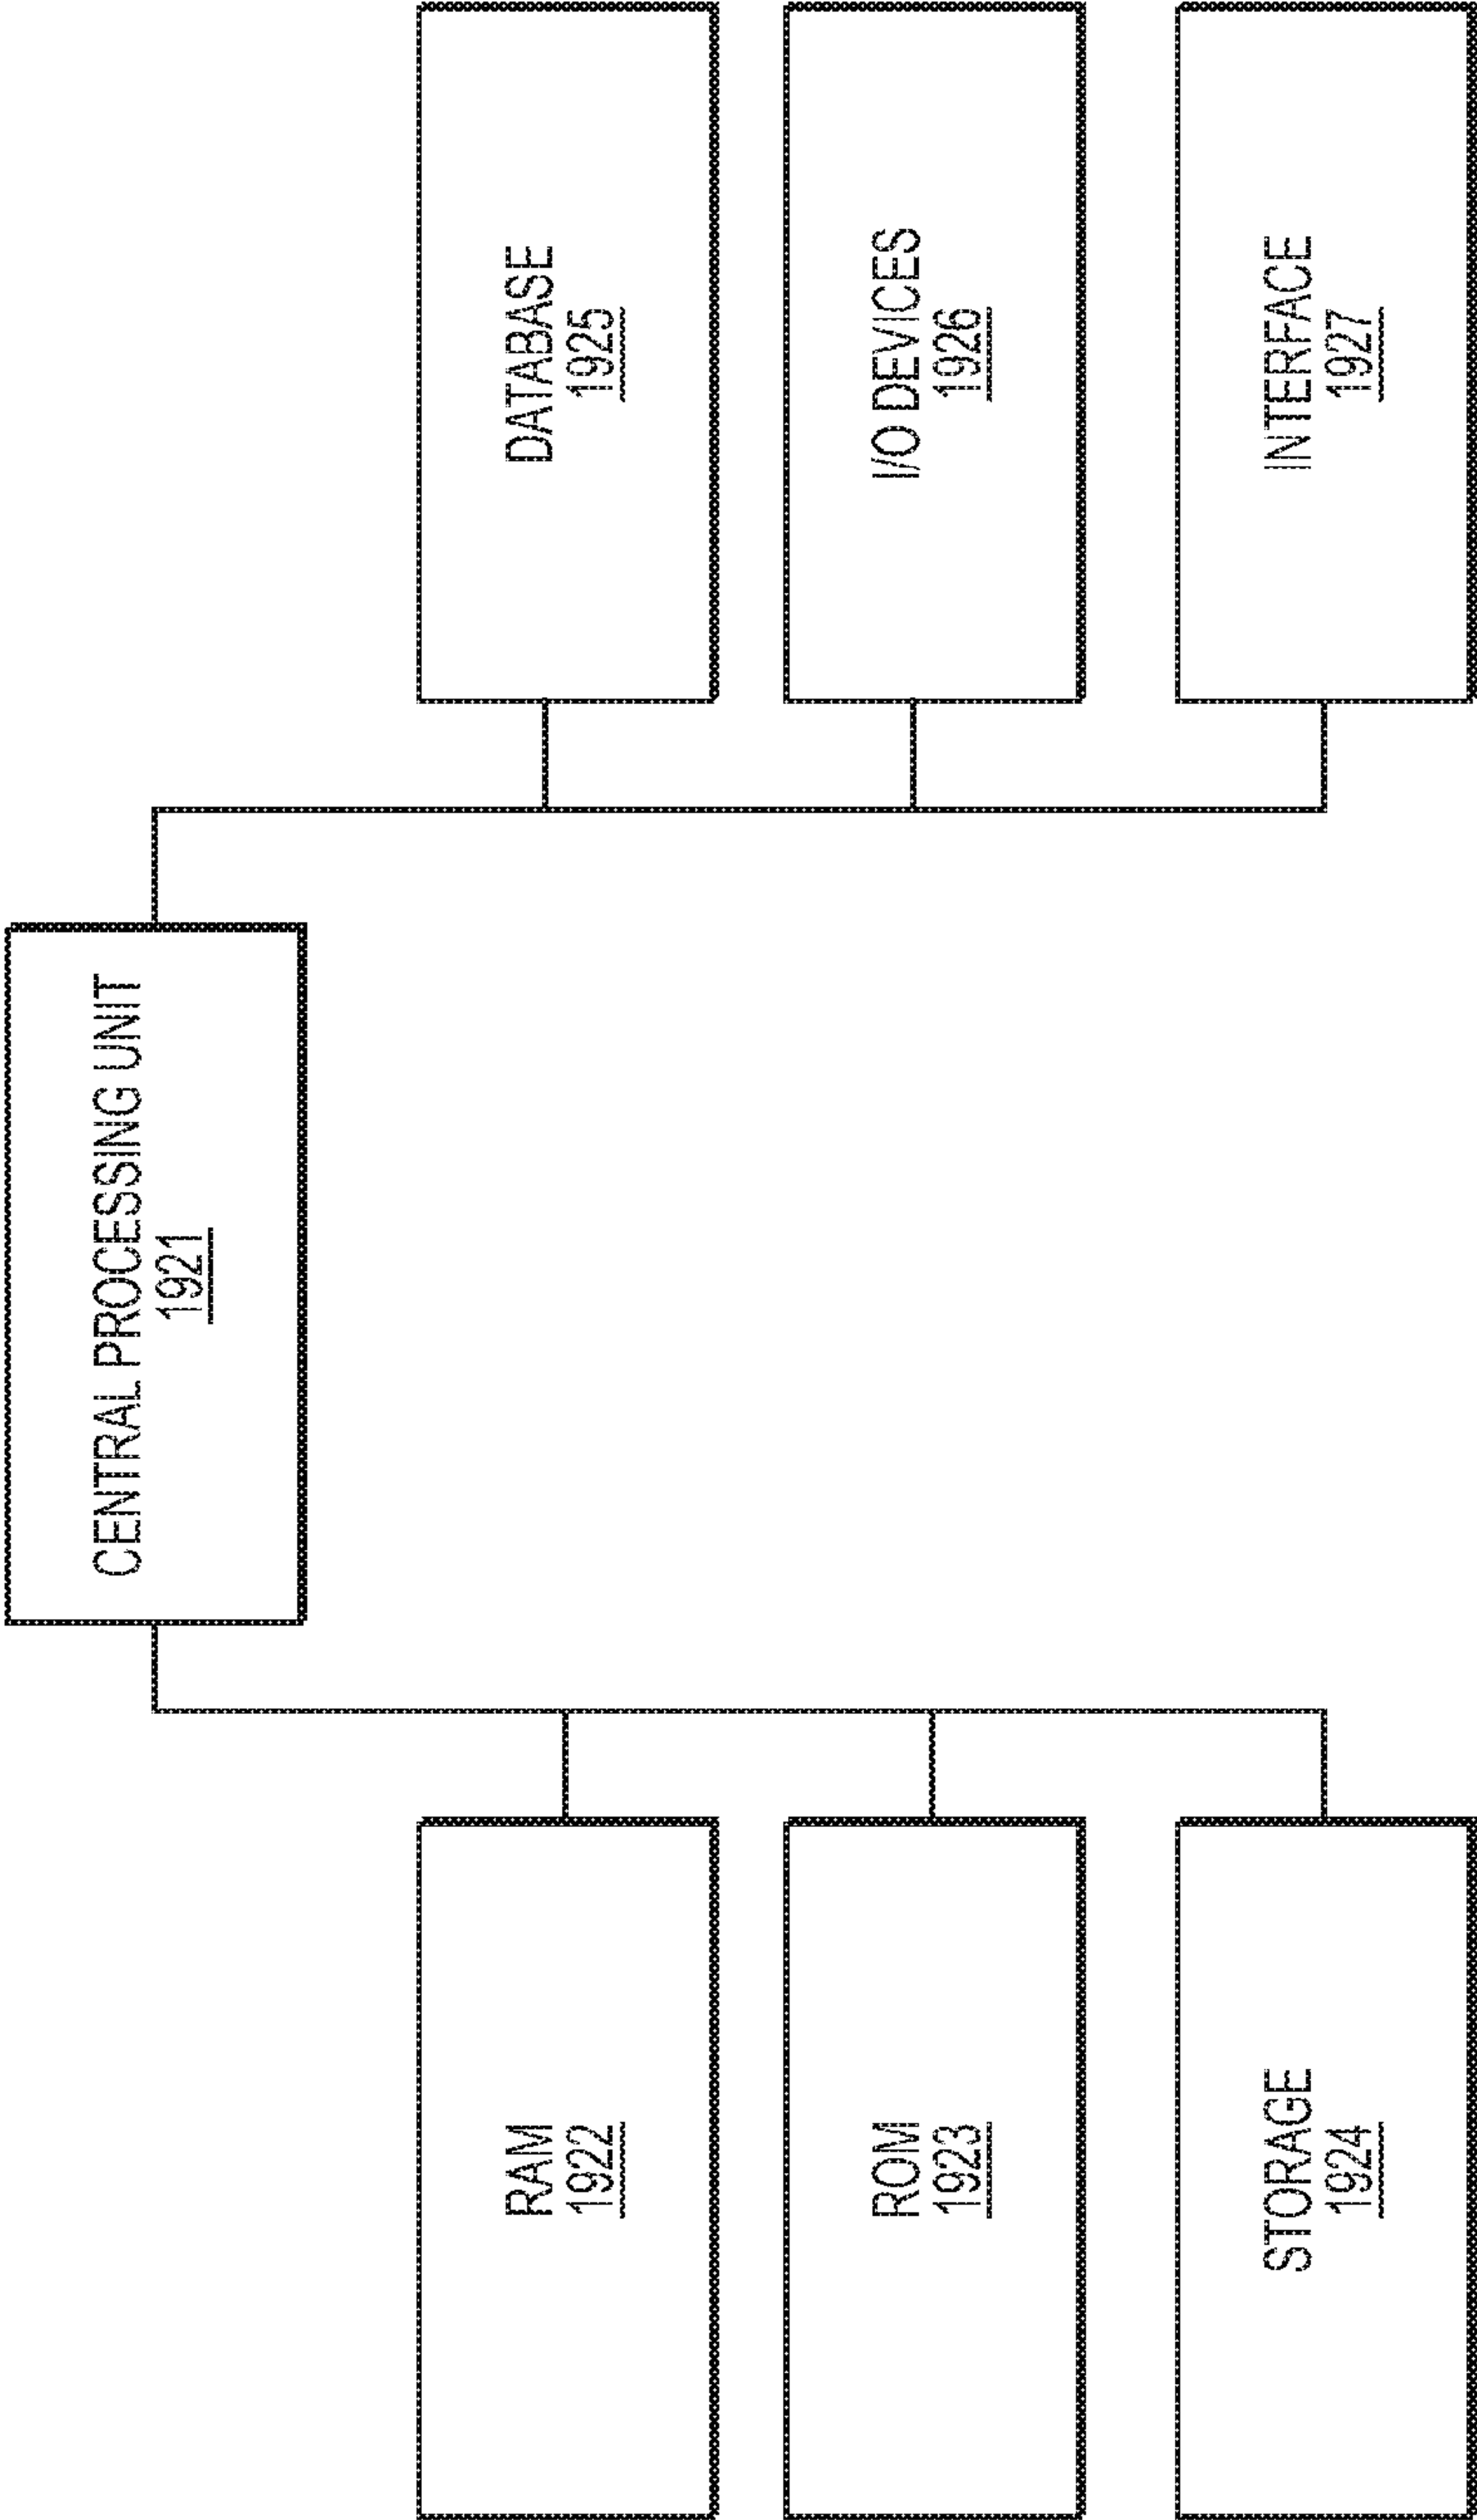 CENTRAL PROCESSING UNIT
1921
RAM
1922
ROM
1923
STORAGE
1924
DATABASE
1925
I/O DEVICES
1926
INTERFACE
1927